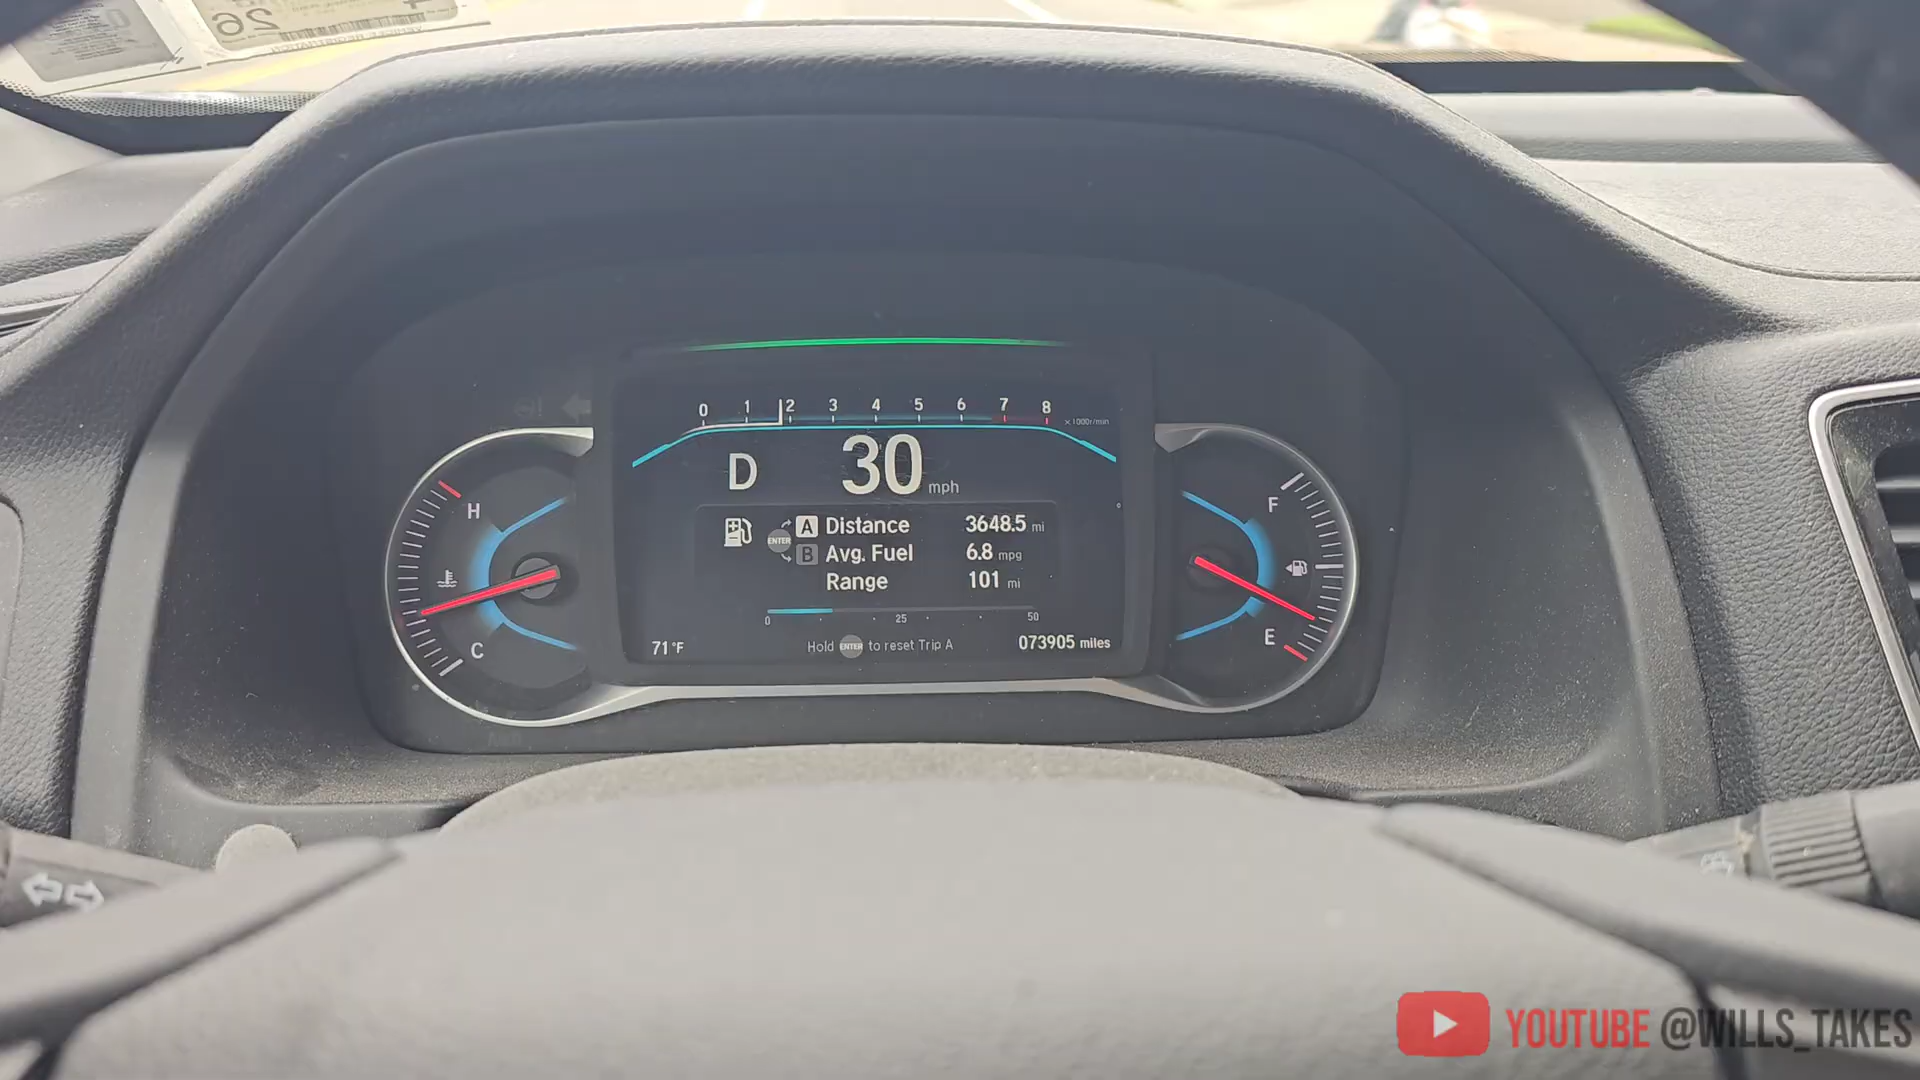 26
0 1 2 3 4 5 6 7 8 x1000r/min
D 30 mph
H
F
A Distance 3648.5 mi
ENTER
B Avg. Fuel 6.8 mpg
Range 101 mi
0 25 50
C
E
71°F
Hold ENTER to reset Trip A
073905 miles
YOUTUBE @WILLS_TAKES